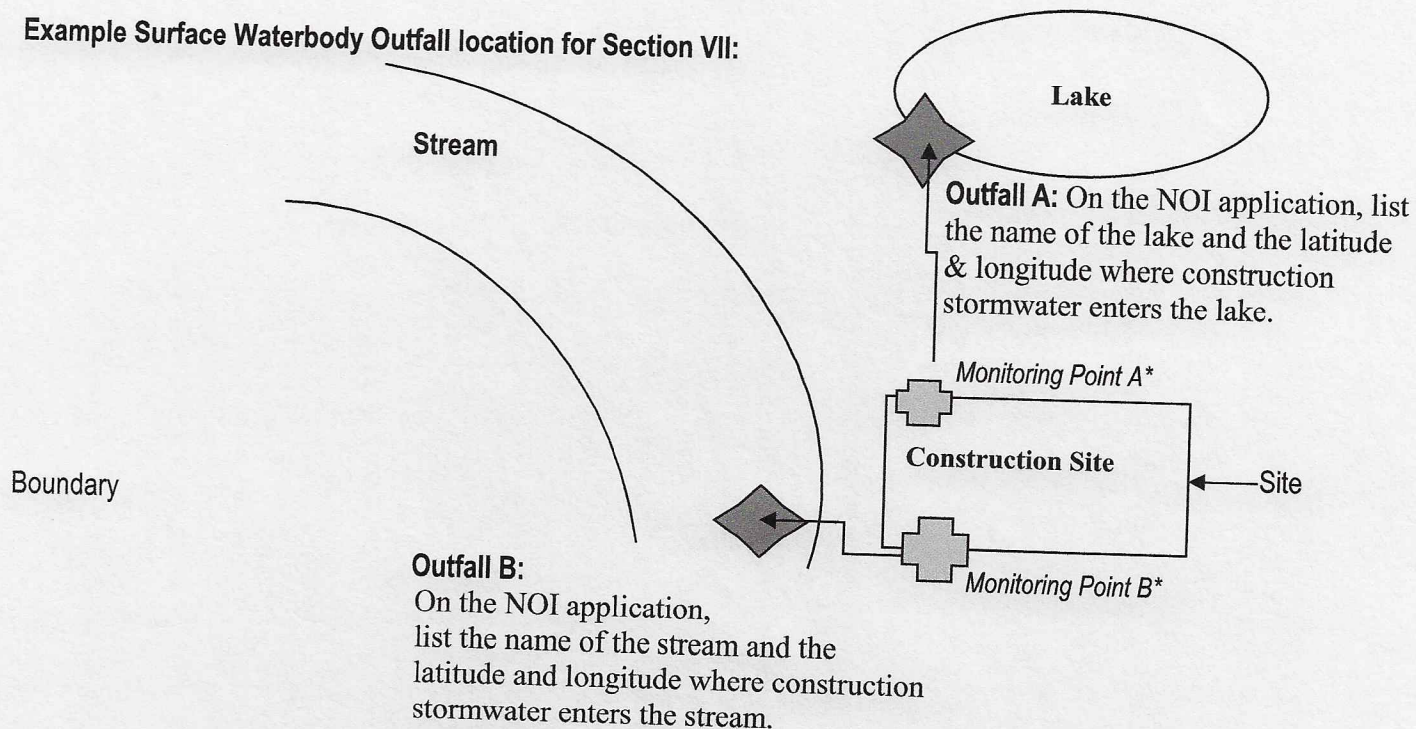 Example Surface Waterbody Outfall location for Section VII:
Lake
Stream
Outfall A: On the NOI application, list
the name of the lake and the latitude
& longitude where construction
stormwater enters the lake.
Monitoring Point A*
Construction Site
Site
Boundary
Monitoring Point B*
Outfall B:
On the NOI application,
list the name of the stream and the
latitude and longitude where construction
stormwater enters the stream.